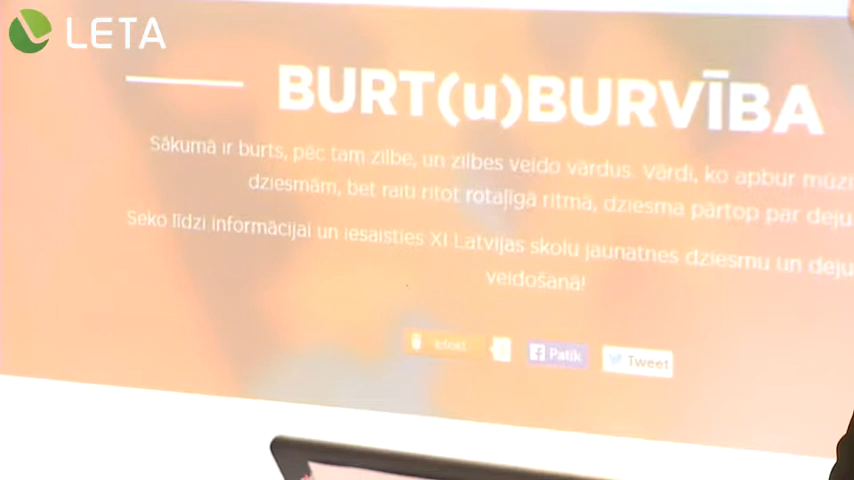 LETA
BURT(u)BURVĪBA
Sākumā ir burts, pēc tam zilbe, un zilbes veido vārdus. Vārdi, ko apbur mūzi
dziesmām, bet raiti ritot rotaļīgā ritmā, dziesma pārtop par deju
Seko līdzi informācijai un iesaisties XI Latvijas skolu jaunatnes dziesmu un deju
veidošanā!
Ieteikt
Patīk
Tweet